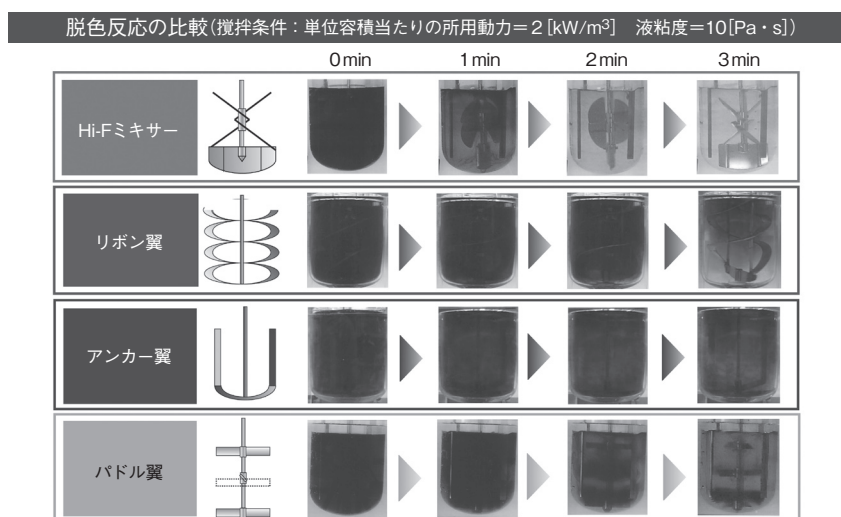 脱色反応の比較(攪拌条件：単位容積当たりの所用動力＝2[kW/m³]　液粘度＝10[Pa・s])
0min 1min 2min 3min
Hi-Fミキサー
リボン翼
アンカー翼
パドル翼